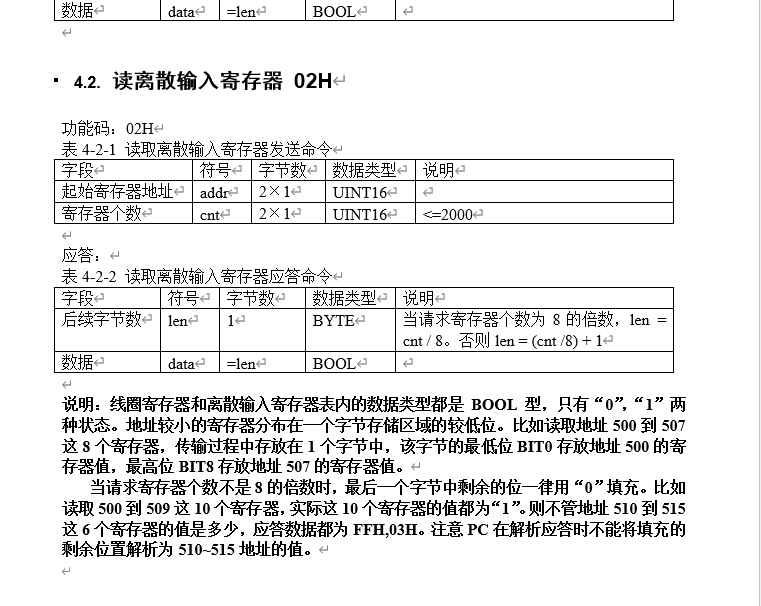 数据 data =len BOOL
4.2. 读离散输入寄存器 02H
功能码：02H
表 4-2-1 读取离散输入寄存器发送命令
字段 符号 字节数 数据类型 说明
起始寄存器地址 addr 2×1 UINT16
寄存器个数 cnt 2×1 UINT16 <=2000
应答：
表 4-2-2 读取离散输入寄存器应答命令
字段 符号 字节数 数据类型 说明
后续字节数 len 1 BYTE 当请求寄存器个数为 8 的倍数，len =
cnt / 8。否则 len = (cnt /8) + 1
数据 data =len BOOL
说明：线圈寄存器和离散输入寄存器表内的数据类型都是 BOOL 型，只有“0”，“1”两
种状态。地址较小的寄存器分布在一个字节存储区域的较低位。比如读取地址 500 到 507
这 8 个寄存器，传输过程中存放在 1 个字节中，该字节的最低位 BIT0 存放地址 500 的寄
存器值，最高位 BIT8 存放地址 507 的寄存器值。
当请求寄存器个数不是 8 的倍数时，最后一个字节中剩余的位一律用“0”填充。比如
读取 500 到 509 这 10 个寄存器，实际这 10 个寄存器的值都为“1”。则不管地址 510 到 515
这 6 个寄存器的值是多少，应答数据都为 FFH,03H。注意 PC 在解析应答时不能将填充的
剩余位置解析为 510~515 地址的值。